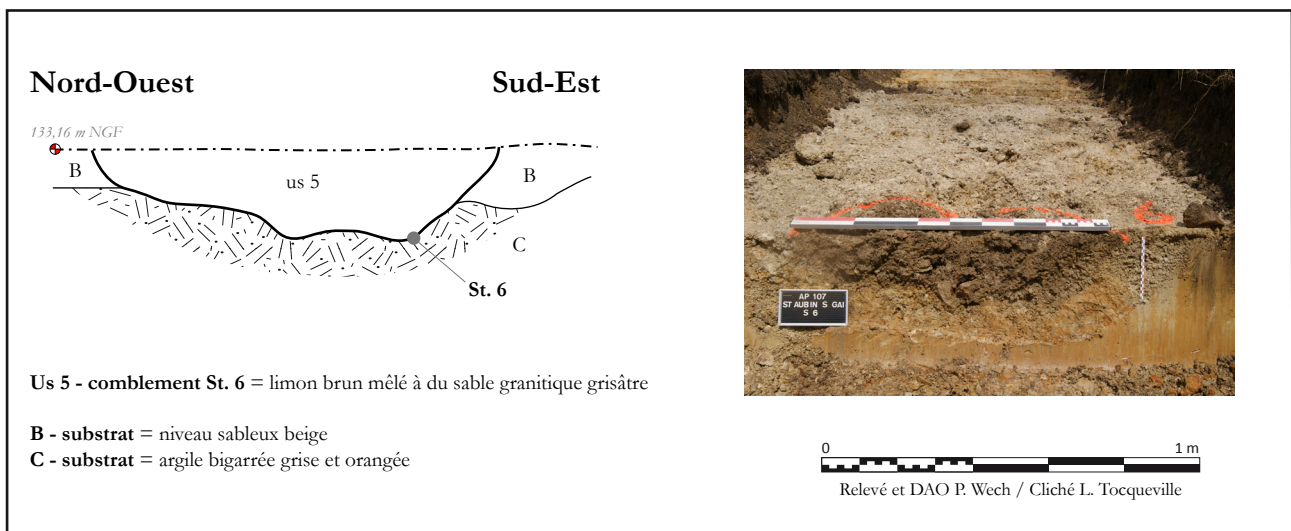 Nord-Ouest
Sud-Est
133,16 m NGF
B
us 5
B
C
St. 6
Us 5 - comblement St. 6 = limon brun mêlé à du sable granitique grisâtre
B - substrat = niveau sableux beige
C - substrat = argile bigarrée grise et orangée
AP 107
ST AUBIN S GAI
S 6
6
0
1 m
Relevé et DAO P. Wech / Cliché L. Tocqueville